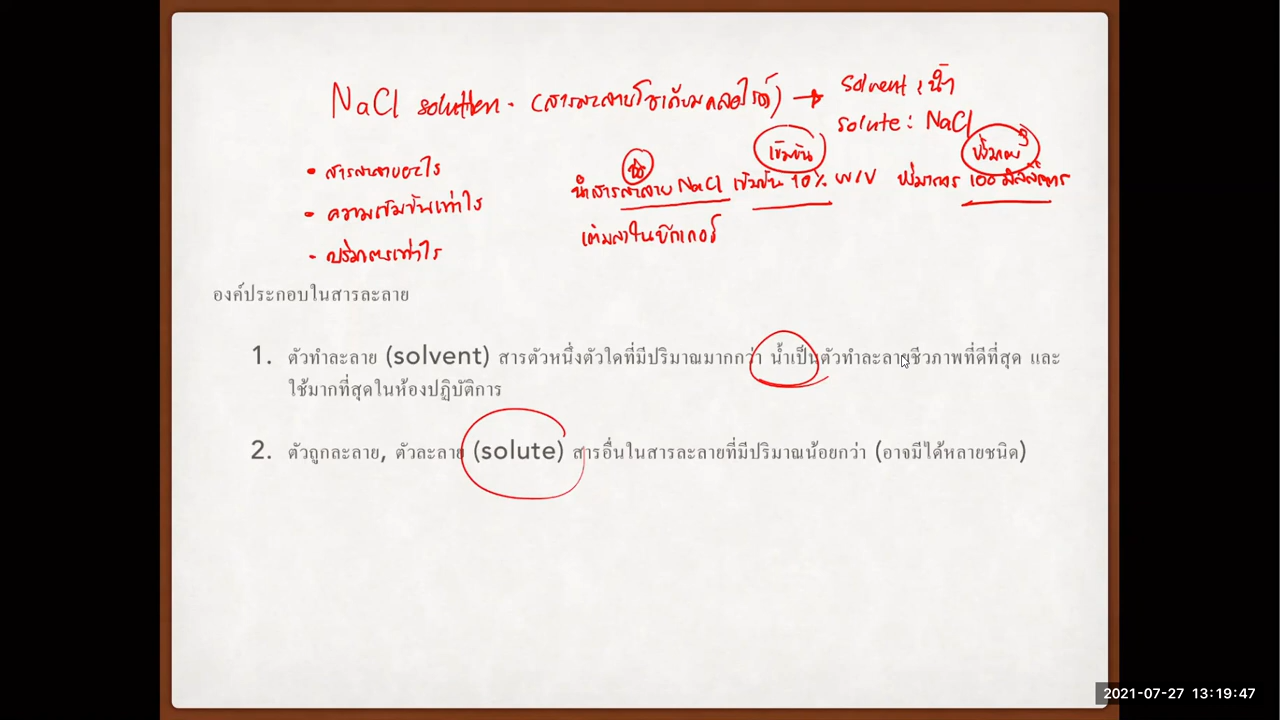 NaCl solution. (สารละลายโซเดียมคลอไรด์) → solvent : น้ำ
solute : NaCl
• สารละลายอะไร
• ความเข้มข้นเท่าไร
• ปริมาตรเท่าไร
ชื่อ เข้มข้น ปริมาตร
นำสารละลาย NaCl เข้มข้น 10% w/v ปริมาตร 100 มิลลิลิตร
เติมลงในบีกเกอร์
องค์ประกอบในสารละลาย
1. ตัวทำละลาย (solvent) สารตัวหนึ่งตัวใดที่มีปริมาณมากกว่า น้ำเป็นตัวทำละลายชีวภาพที่ดีที่สุด และ
ใช้มากที่สุดในห้องปฏิบัติการ
2. ตัวถูกละลาย, ตัวละลาย (solute) สารอื่นในสารละลายที่มีปริมาณน้อยกว่า (อาจมีได้หลายชนิด)
2021-07-27 13:19:47